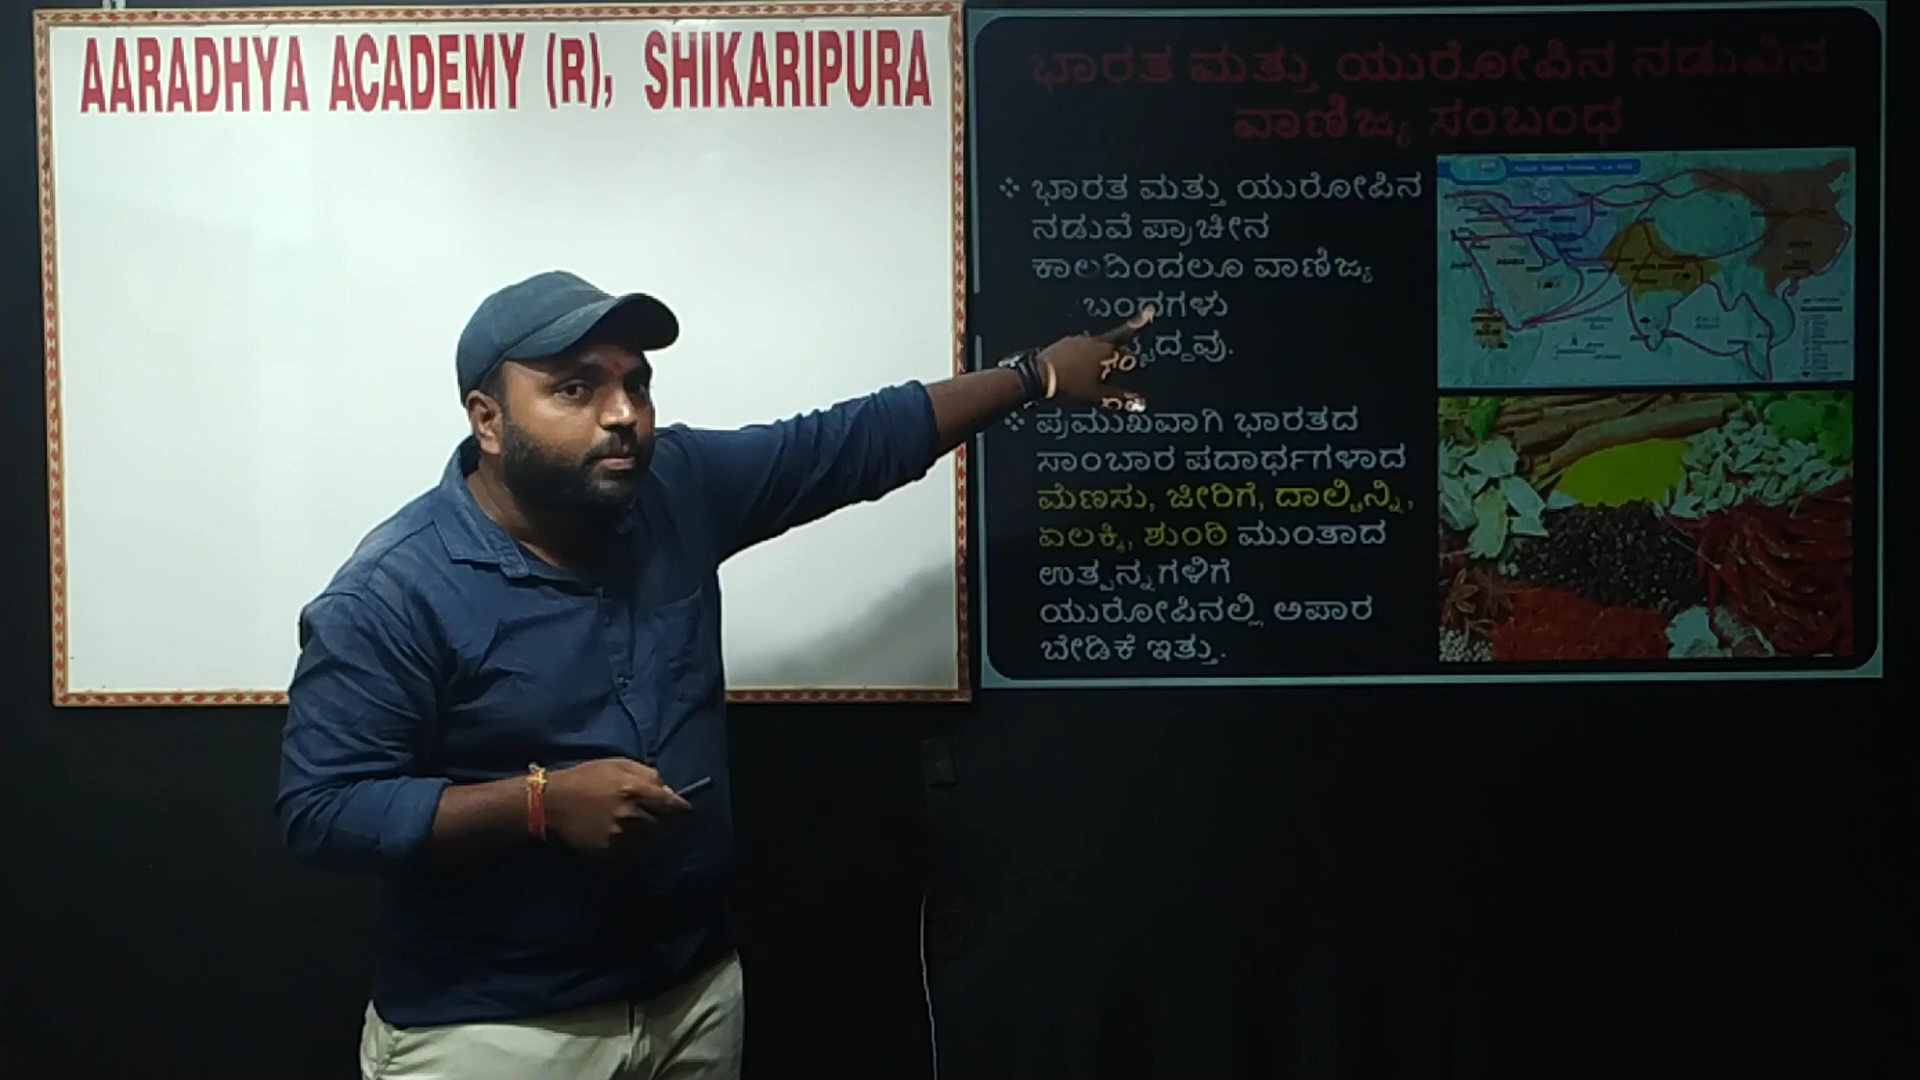 AARADHYA ACADEMY (R), SHIKARIPURA
ಭಾರತ ಮತ್ತು ಯುರೋಪಿನ ನಡುವಿನ
ವಾಣಿಜ್ಯ ಸಂಬಂಧ
ಭಾರತ ಮತ್ತು ಯುರೋಪಿನ
ನಡುವೆ ಪ್ರಾಚೀನ
ಕಾಲದಿಂದಲೂ ವಾಣಿಜ್ಯ
ಪ್ರಮುಖವಾಗಿ ಭಾರತದ
ಸಾಂಬಾರ ಪದಾರ್ಥಗಳಾದ
ಮೆಣಸು, ಜೀರಿಗೆ, ದಾಲ್ಚಿನ್ನಿ,
ಏಲಕ್ಕಿ, ಶುಂಠಿ ಮುಂತಾದ
ಉತ್ಪನ್ನಗಳಿಗೆ
ಯುರೋಪಿನಲ್ಲಿ ಅಪಾರ
ಬೇಡಿಕೆ ಇತ್ತು.